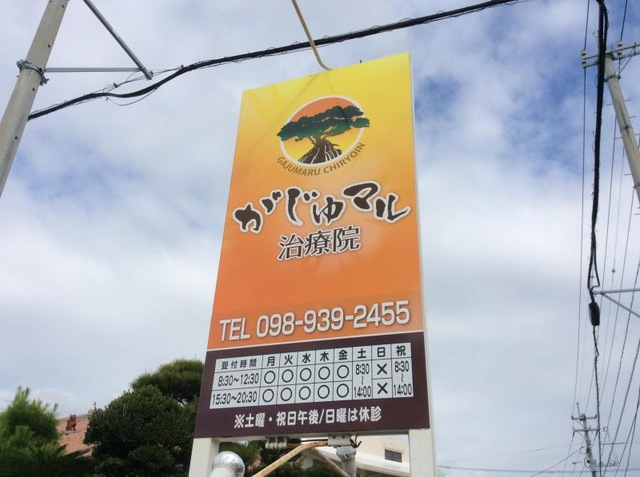 GAJUMARU CHIRYOIN
がじゅマル
治療院
TEL 098-939-2455
受付時間 月 火 水 木 金 土 日 祝
8:30〜12:30 ○ ○ ○ ○ ○ 8:30 × 8:30
15:30〜20:30 ○ ○ ○ ○ ○ 〜14:00 × 〜14:00
※土曜・祝日午後/日曜は休診